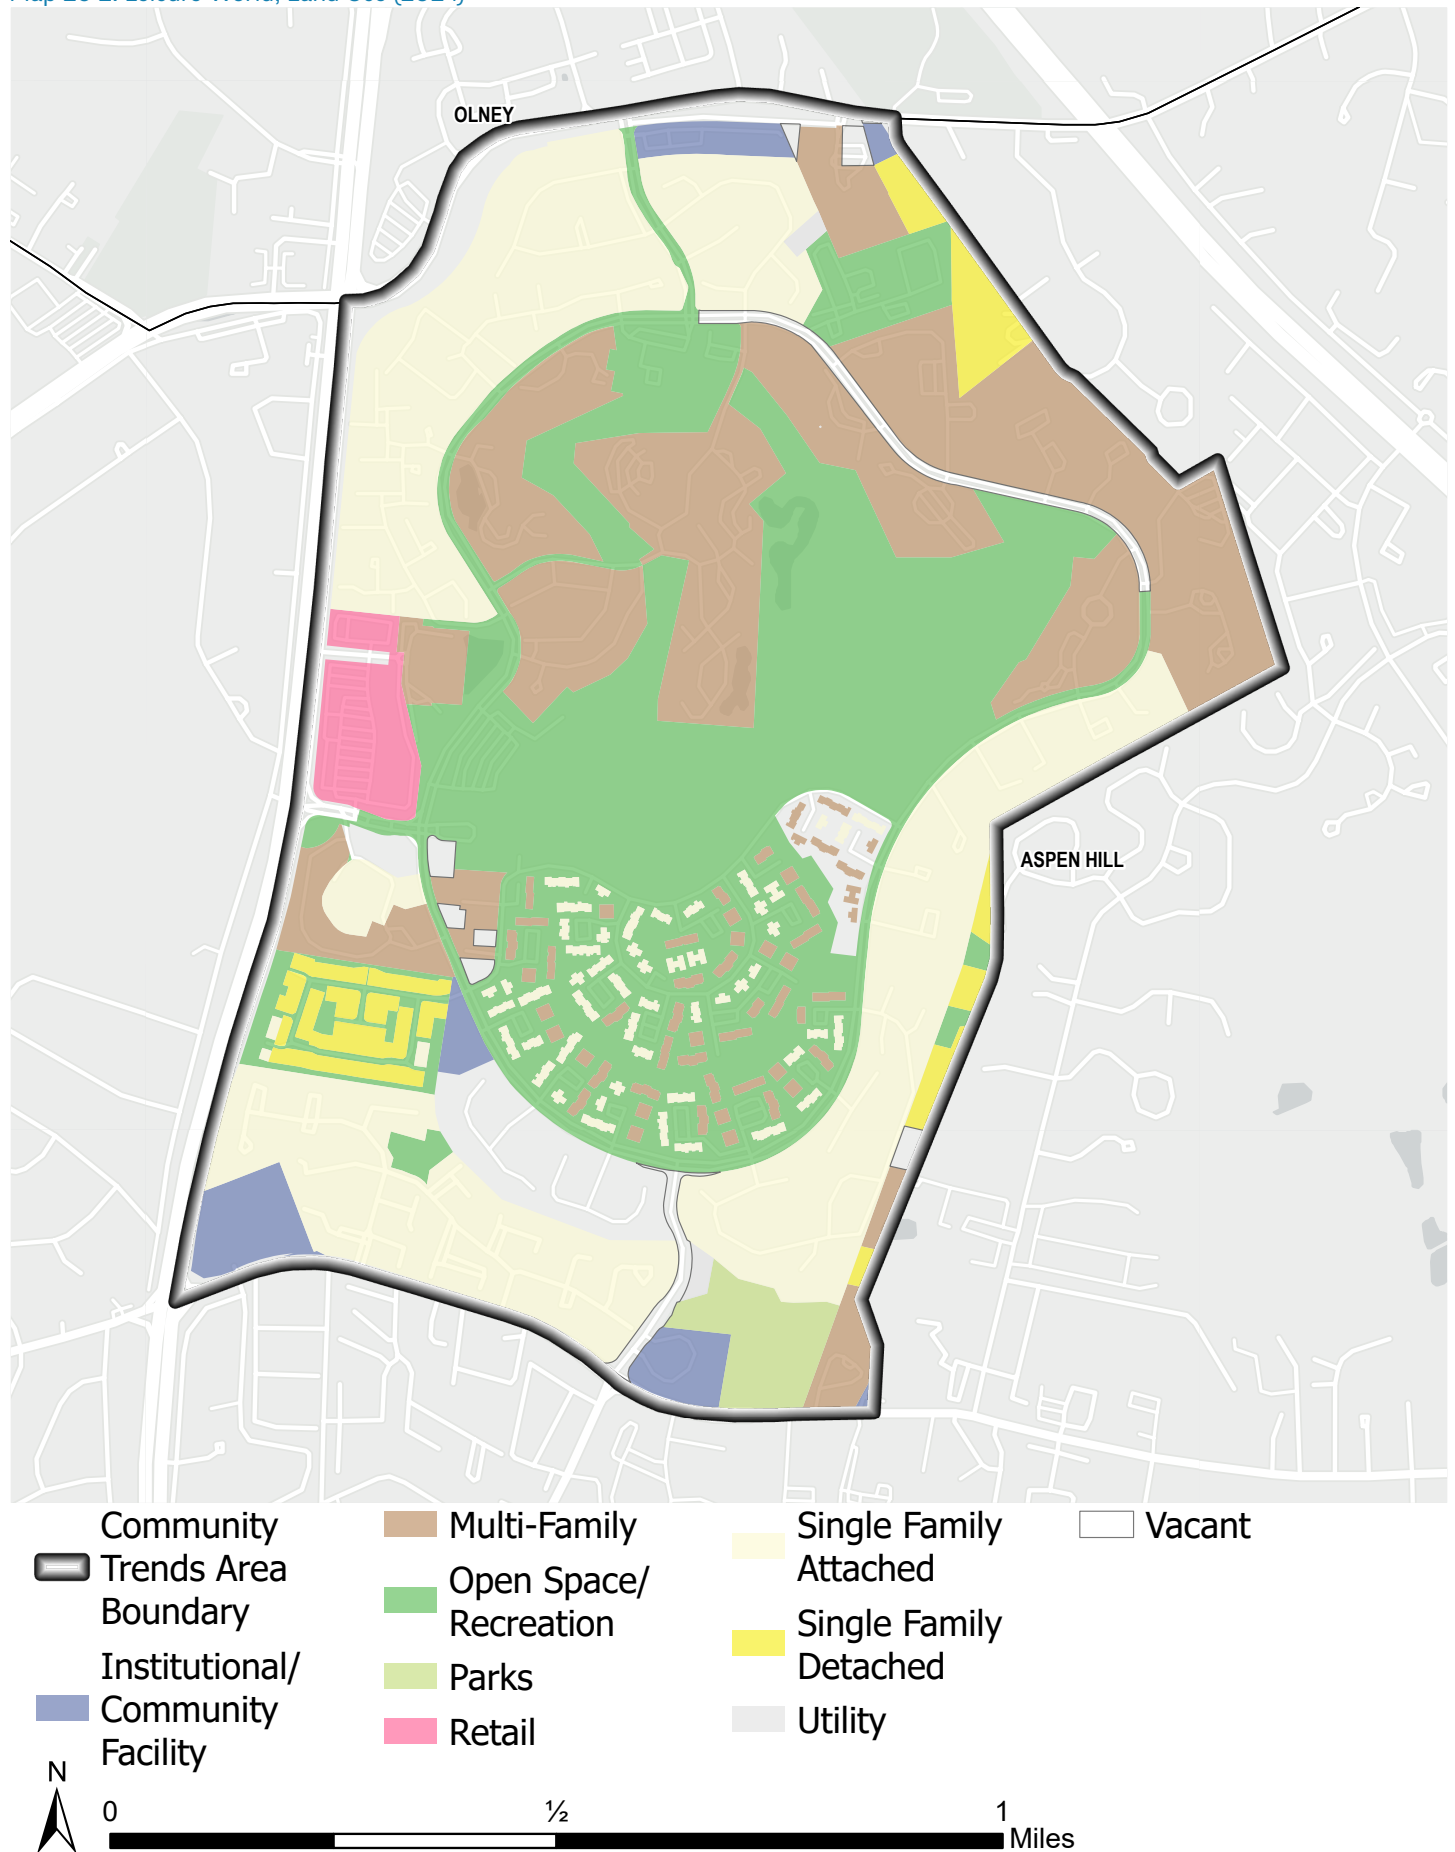 OLNEY
ASPEN HILL
Community
Trends Area
Boundary
Institutional/
Community
Facility
Multi-Family
Open Space/
Recreation
Parks
Retail
Single Family
Attached
Single Family
Detached
Utility
Vacant
N
0 ½ 1
Miles